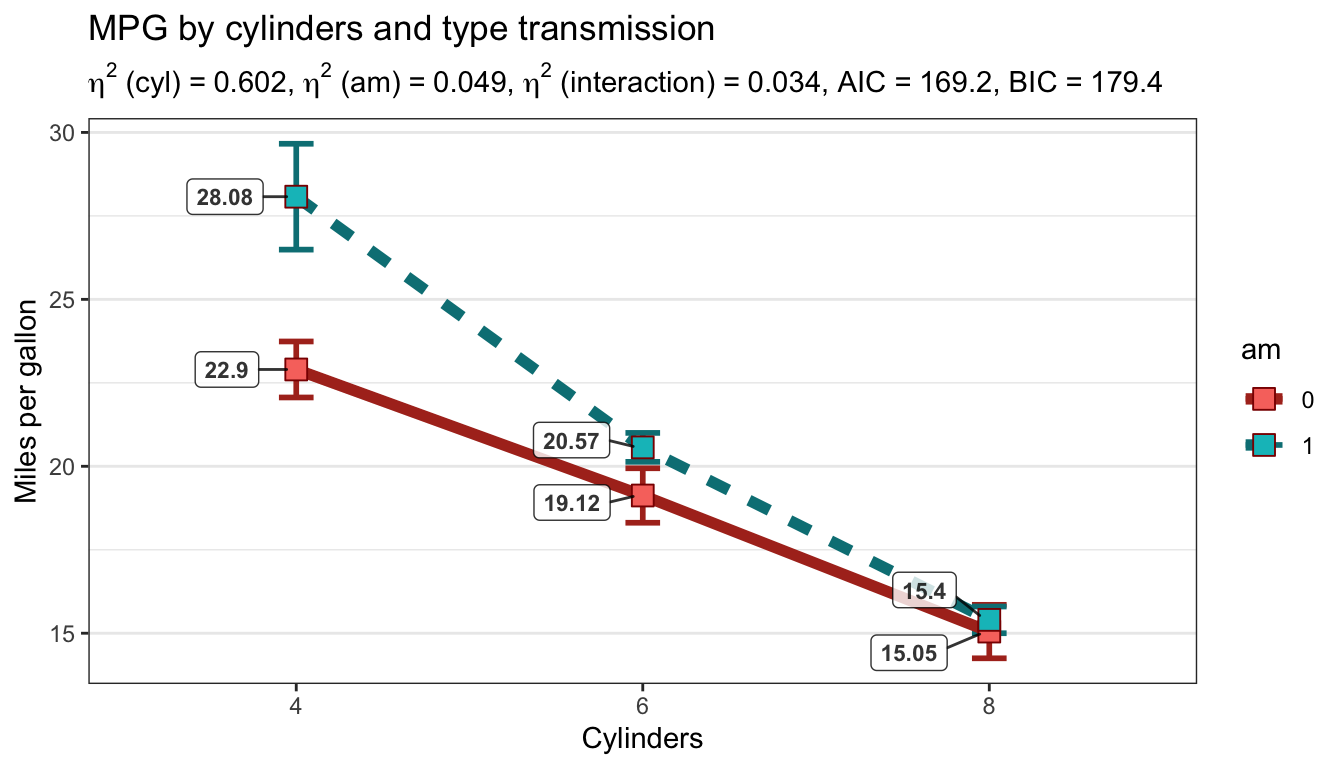 MPG by cylinders and type transmission
η² (cyl) = 0.602, η² (am) = 0.049, η² (interaction) = 0.034, AIC = 169.2, BIC = 179.4
30
28.08
25
Miles per gallon
22.9
am
0
20.57
1
20
19.12
15.4
15
15.05
4 6 8
Cylinders